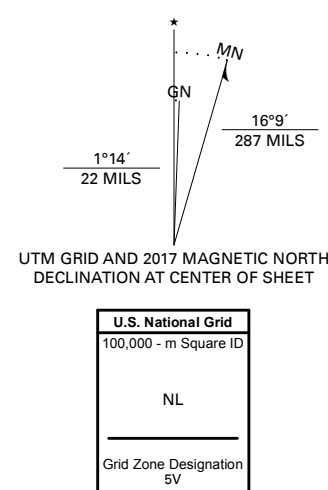 ★
MN
GN
16°9´
287 MILS
1°14´
22 MILS
UTM GRID AND 2017 MAGNETIC NORTH
DECLINATION AT CENTER OF SHEET
U.S. National Grid
100,000 - m Square ID
NL
Grid Zone Designation
5V